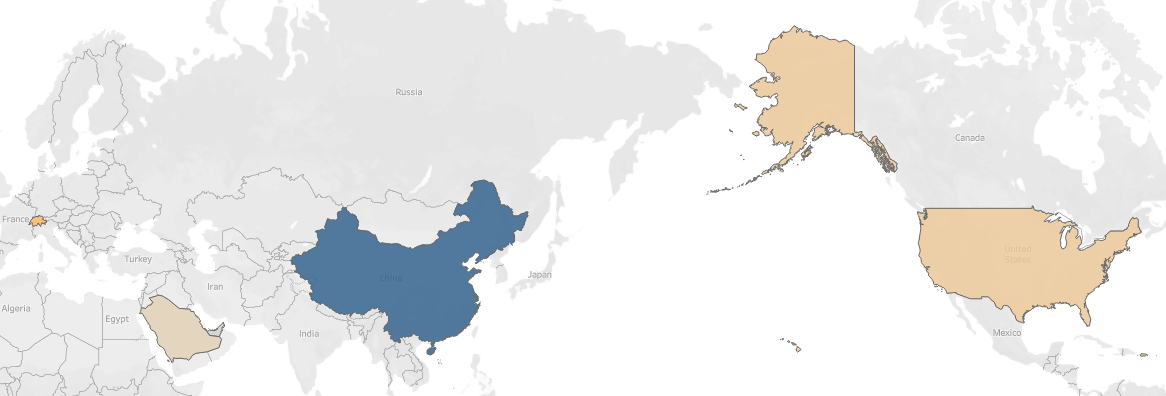 Russia
Canada
France
United
States
Turkey
China
Japan
Iran
Algeria
Egypt
India
Mexico